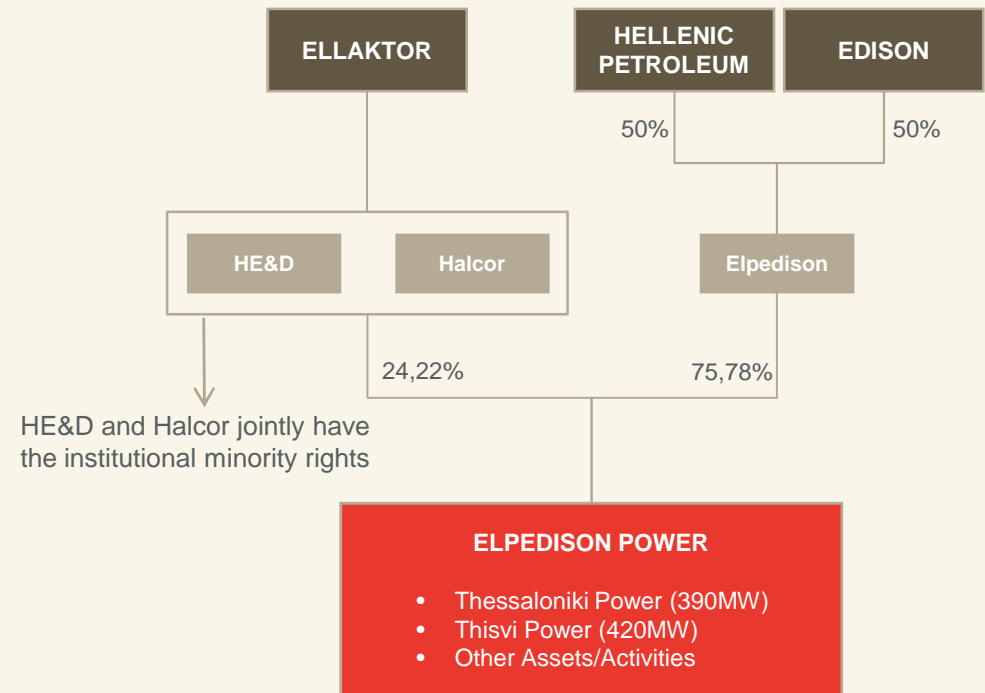 ELLAKTOR
HELLENIC
PETROLEUM
EDISON
50%
50%
HE&D
Halcor
Elpedison
24,22%
75,78%
HE&D and Halcor jointly have
the institutional minority rights
ELPEDISON POWER
• Thessaloniki Power (390MW)
• Thisvi Power (420MW)
• Other Assets/Activities